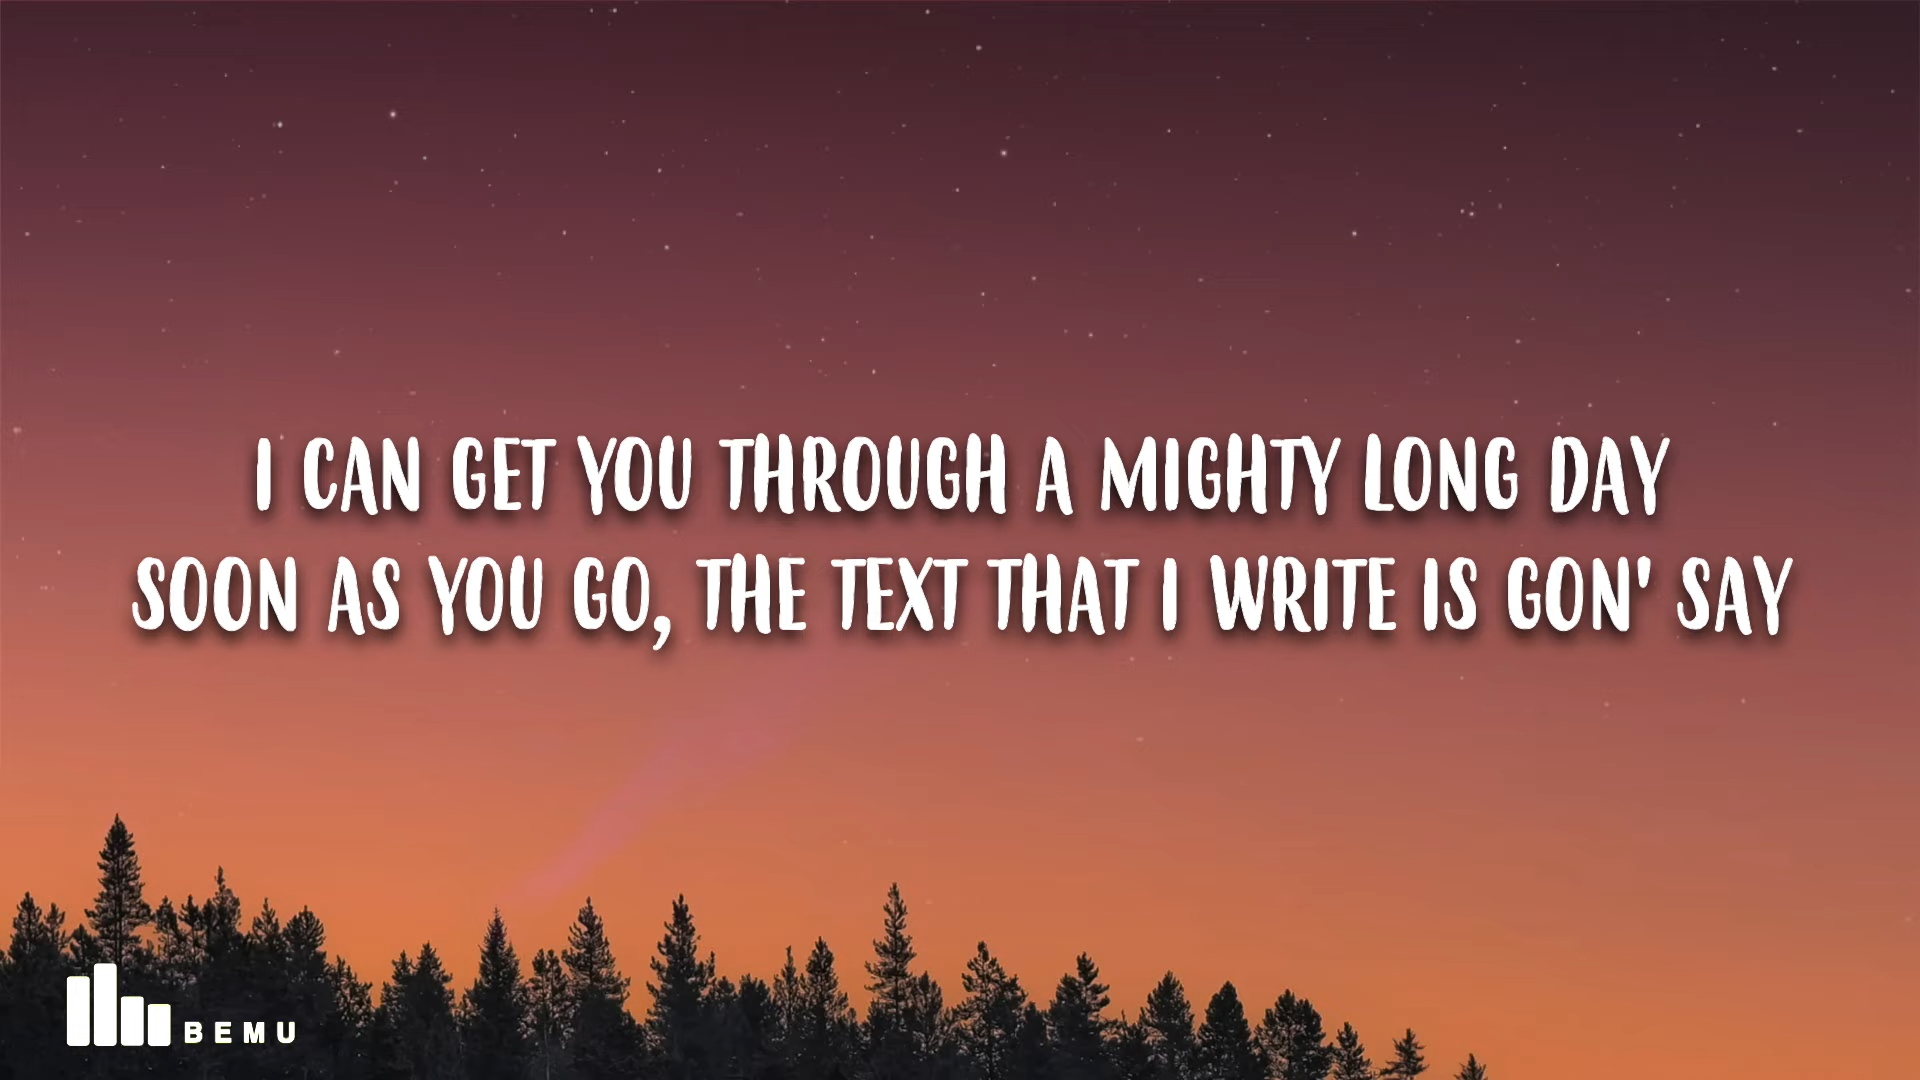 I CAN GET YOU THROUGH A MIGHTY LONG DAY
SOON AS YOU GO, THE TEXT THAT I WRITE IS GON' SAY
BEMU